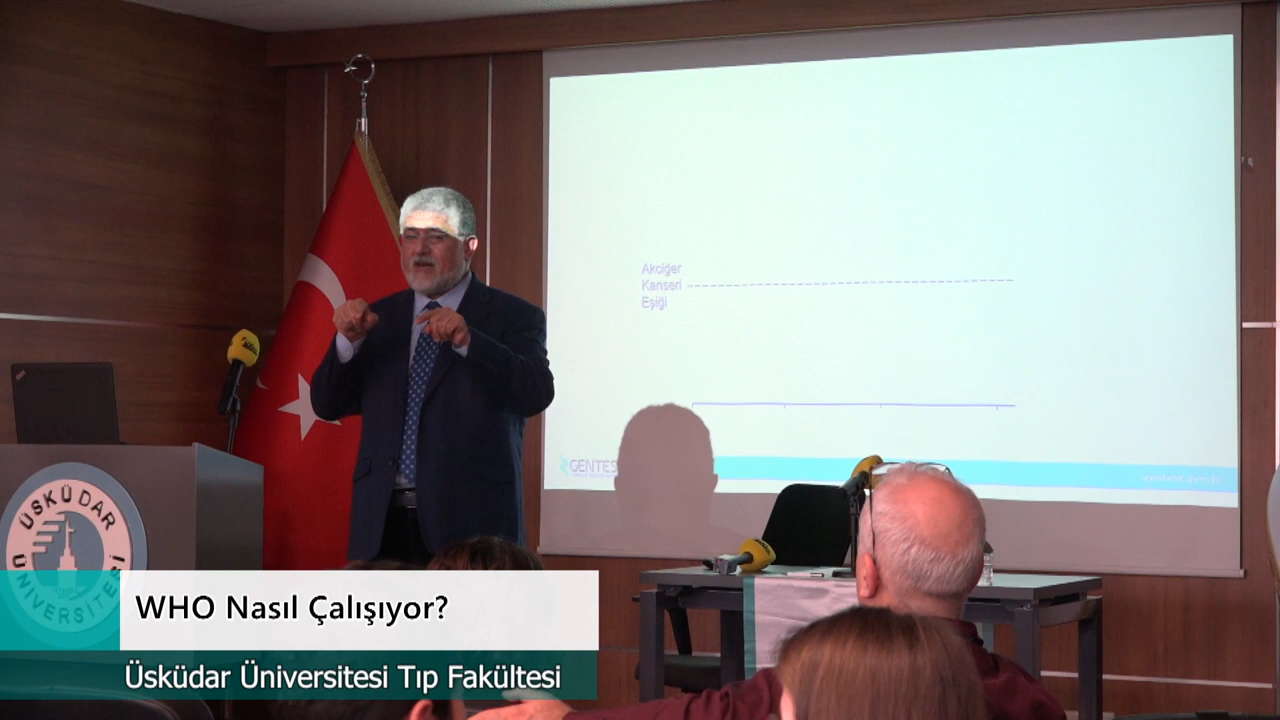 Akciğer
Kanseri
Eşiği
GENTES
ÜSKÜDAR
ÜNİVERSİTESİ
WHO Nasıl Çalışıyor?
Üsküdar Üniversitesi Tıp Fakültesi